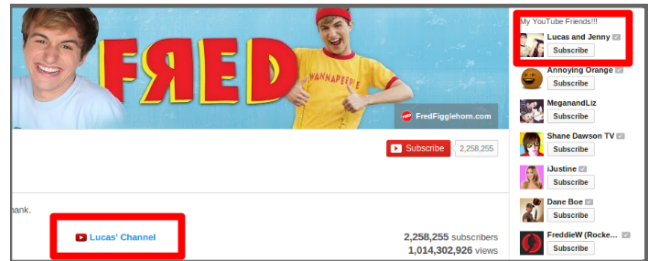 My YouTube Friends!!!
Lucas and Jenny
Subscribe
Annoying Orange
Subscribe
MeganandLiz
Subscribe
Shane Dawson TV
Subscribe
iJustine
Subscribe
Dane Boe
Subscribe
FreddieW (Rocke...
Subscribe
FRED
WANNAPEEPIE
FredFigglehorn.com
Subscribe 2,258,255
hank.
Lucas' Channel
2,258,255 subscribers
1,014,302,926 views